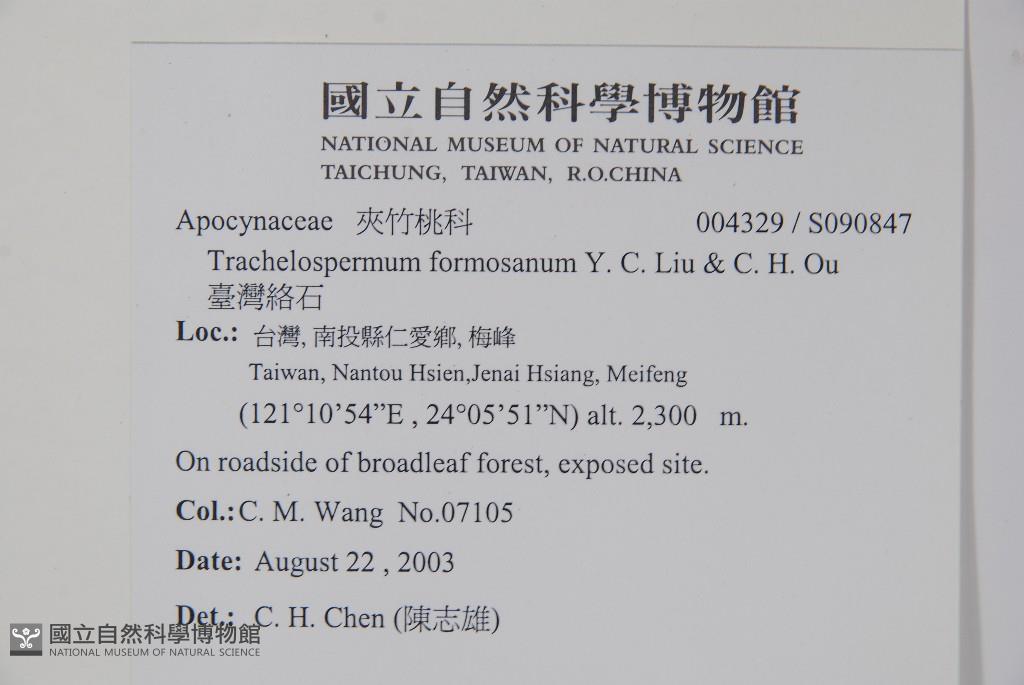 國立自然科學博物館
NATIONAL MUSEUM OF NATURAL SCIENCE
TAICHUNG, TAIWAN, R.O.CHINA
Apocynaceae 夾竹桃科 004329 / S090847
Trachelospermum formosanum Y. C. Liu & C. H. Ou
臺灣絡石
Loc.: 台灣, 南投縣仁愛鄉, 梅峰
Taiwan, Nantou Hsien,Jenai Hsiang, Meifeng
(121°10’54”E , 24°05’51”N) alt. 2,300 m.
On roadside of broadleaf forest, exposed site.
Col.: C. M. Wang No.07105
Date: August 22 , 2003
Det.: C. H. Chen (陳志雄)
國立自然科學博物館
NATIONAL MUSEUM OF NATURAL SCIENCE